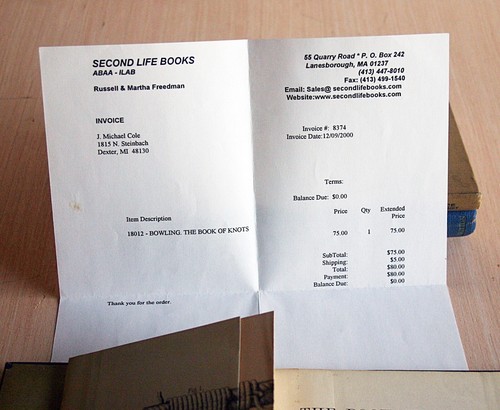 SECOND LIFE BOOKS
ABAA - ILAB
Russell & Martha Freedman
55 Quarry Road * P. O. Box 242
Lanesborough, MA 01237
(413) 447-8010
Fax: (413) 499-1540
Email: Sales@ secondlifebooks.com
Website:www.secondlifebooks.com
INVOICE
J. Michael Cole
1815 N. Steinbach
Dexter, MI 48130
Invoice #: 8374
Invoice Date:12/09/2000
Terms:
Balance Due: $0.00
Item Description
Price Qty Extended Price
18012 - BOWLING. THE BOOK OF KNOTS
75.00 1 75.00
SubTotal: $75.00
Shipping: $5.00
Total: $80.00
Payment: $80.00
Balance Due: $0.00
Thank you for the order.
THE